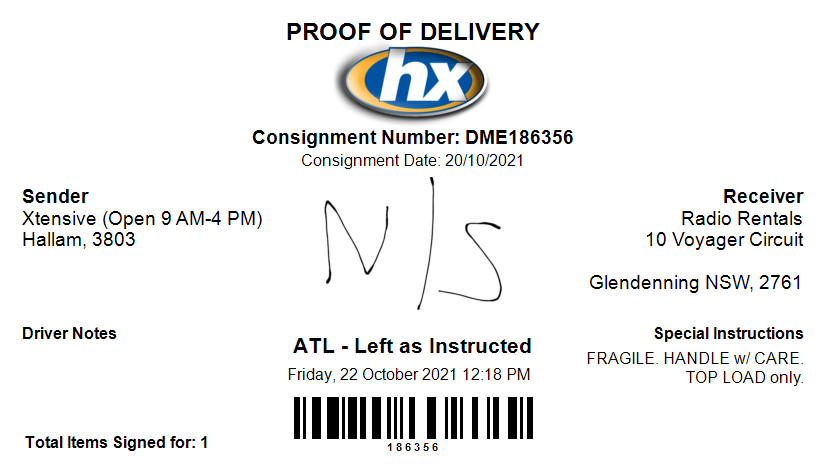 PROOF OF DELIVERY
hx
Consignment Number: DME186356
Consignment Date: 20/10/2021
Sender
Xtensive (Open 9 AM-4 PM)
Hallam, 3803
N/S
Receiver
Radio Rentals
10 Voyager Circuit
Glendenning NSW, 2761
Driver Notes
ATL - Left as Instructed
Friday, 22 October 2021 12:18 PM
Special Instructions
FRAGILE. HANDLE w/ CARE.
TOP LOAD only.
186356
Total Items Signed for: 1